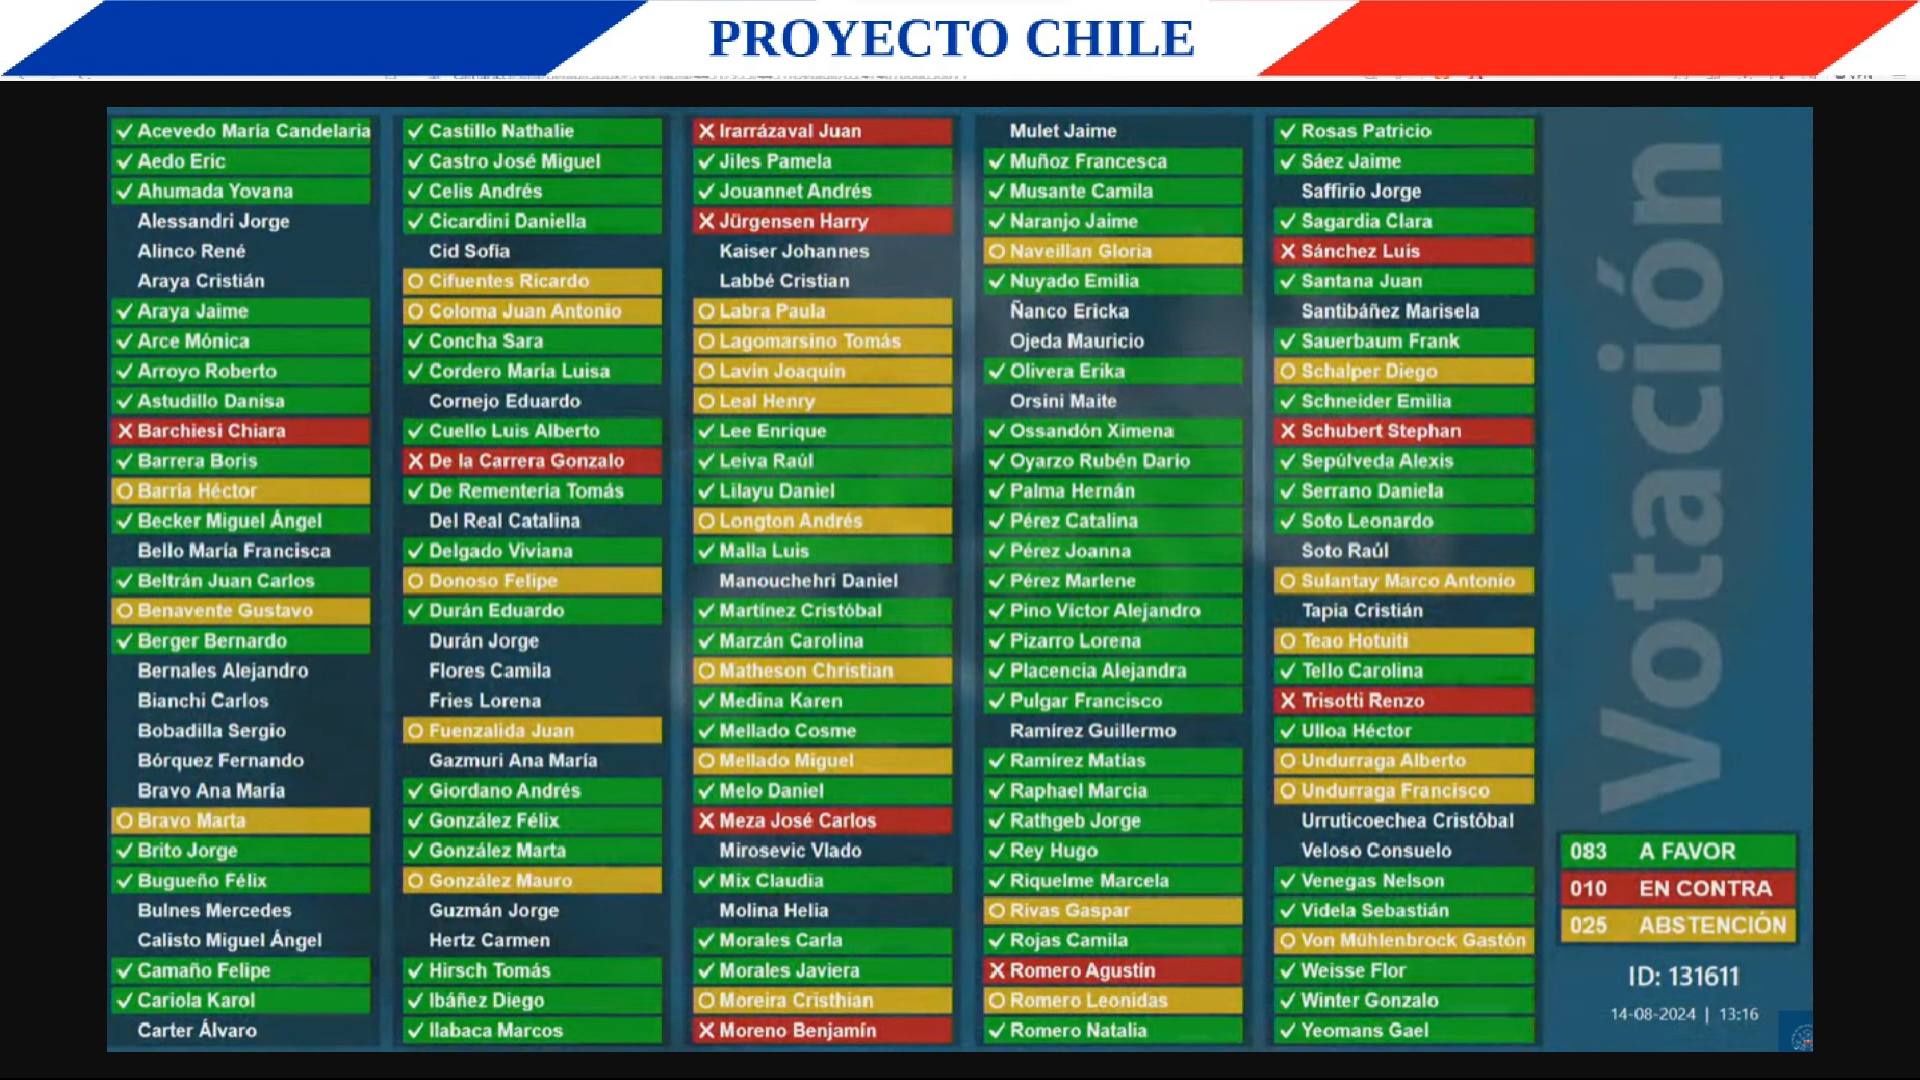 PROYECTO CHILE
✓ Acevedo María Candelaria
✓ Aedo Eric
✓ Ahumada Yovana
Alessandri Jorge
Alinco René
Araya Cristián
✓ Araya Jaime
✓ Arce Mónica
✓ Arroyo Roberto
✓ Astudillo Danisa
X Barchiesi Chiara
✓ Barrera Boris
O Barría Héctor
✓ Becker Miguel Ángel
Bello María Francisca
✓ Beltrán Juan Carlos
O Benavente Gustavo
✓ Berger Bernardo
Bernales Alejandro
Bianchi Carlos
Bobadilla Sergio
Bórquez Fernando
Bravo Ana María
O Bravo Marta
✓ Brito Jorge
✓ Bugueño Félix
Bulnes Mercedes
Calisto Miguel Ángel
✓ Camaño Felipe
✓ Cariola Karol
Carter Álvaro
✓ Castillo Nathalie
✓ Castro José Miguel
✓ Celis Andrés
✓ Cicardini Daniella
Cid Sofía
O Cifuentes Ricardo
O Coloma Juan Antonio
✓ Concha Sara
✓ Cordero María Luisa
Cornejo Eduardo
✓ Cuello Luis Alberto
X De la Carrera Gonzalo
✓ De Rementería Tomás
Del Real Catalina
✓ Delgado Viviana
O Donoso Felipe
✓ Durán Eduardo
Durán Jorge
Flores Camila
Fries Lorena
O Fuenzalida Juan
Gazmuri Ana María
✓ Giordano Andrés
✓ González Félix
✓ González Marta
O González Mauro
Guzmán Jorge
Hertz Carmen
✓ Hirsch Tomás
✓ Ibáñez Diego
✓ Ilabaca Marcos
X Irarrázaval Juan
✓ Jiles Pamela
✓ Jouannet Andrés
X Jürgensen Harry
Kaiser Johannes
Labbé Cristian
O Labra Paula
O Lagomarsino Tomás
O Lavín Joaquín
O Leal Henry
✓ Lee Enrique
✓ Leiva Raúl
✓ Lilayu Daniel
O Longton Andrés
✓ Malla Luis
Manouchehri Daniel
✓ Martínez Cristóbal
✓ Marzán Carolina
O Matheson Christian
✓ Medina Karen
✓ Mellado Cosme
O Mellado Miguel
✓ Melo Daniel
X Meza José Carlos
Mirosevic Vlado
✓ Mix Claudia
Molina Helia
✓ Morales Carla
✓ Morales Javiera
O Moreira Cristhian
X Moreno Benjamín
Mulet Jaime
✓ Muñoz Francesca
✓ Musante Camila
✓ Naranjo Jaime
O Naveillan Gloria
✓ Nuyado Emilia
Ñanco Ericka
Ojeda Mauricio
✓ Olivera Erika
Orsini Maite
✓ Ossandón Ximena
✓ Oyarzo Rubén Darío
✓ Palma Hernán
✓ Pérez Catalina
✓ Pérez Joanna
✓ Pérez Marlene
✓ Pino Víctor Alejandro
✓ Pizarro Lorena
✓ Placencia Alejandra
✓ Pulgar Francisco
Ramírez Guillermo
✓ Ramírez Matías
✓ Raphael Marcia
✓ Rathgeb Jorge
✓ Rey Hugo
✓ Riquelme Marcela
O Rivas Gaspar
✓ Rojas Camila
X Romero Agustín
O Romero Leonidas
✓ Romero Natalia
✓ Rosas Patricio
✓ Sáez Jaime
Saffirio Jorge
✓ Sagardia Clara
X Sánchez Luis
✓ Santana Juan
Santibáñez Marisela
✓ Sauerbaum Frank
O Schalper Diego
✓ Schneider Emilia
X Schubert Stephan
✓ Sepúlveda Alexis
✓ Serrano Daniela
✓ Soto Leonardo
Soto Raúl
O Sulantay Marco Antonio
Tapia Cristián
O Teao Hotuiti
✓ Tello Carolina
X Trisotti Renzo
✓ Ulloa Héctor
O Undurraga Alberto
O Undurraga Francisco
Urruticoechea Cristóbal
Veloso Consuelo
✓ Venegas Nelson
✓ Videla Sebastián
O Von Mühlenbrock Gastón
✓ Weisse Flor
✓ Winter Gonzalo
✓ Yeomans Gael
Votación
083 A FAVOR
010 EN CONTRA
025 ABSTENCIÓN
ID: 131611
14-08-2024 | 13:16